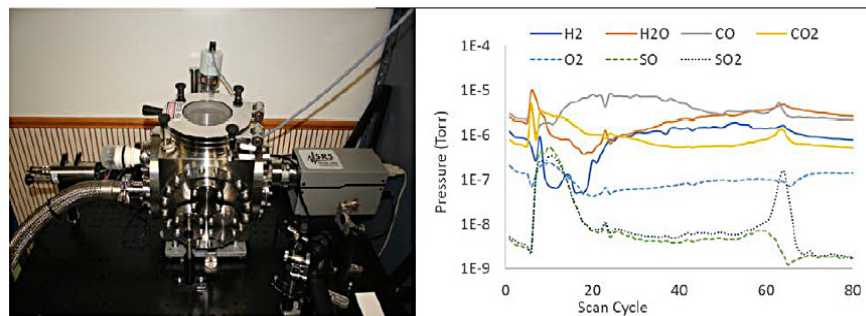 SRS
H2
H2O
CO
CO2
O2
SO
SO2
1E-4
1E-5
1E-6
1E-7
1E-8
1E-9
Pressure (Torr)
0
20
40
60
80
Scan Cycle